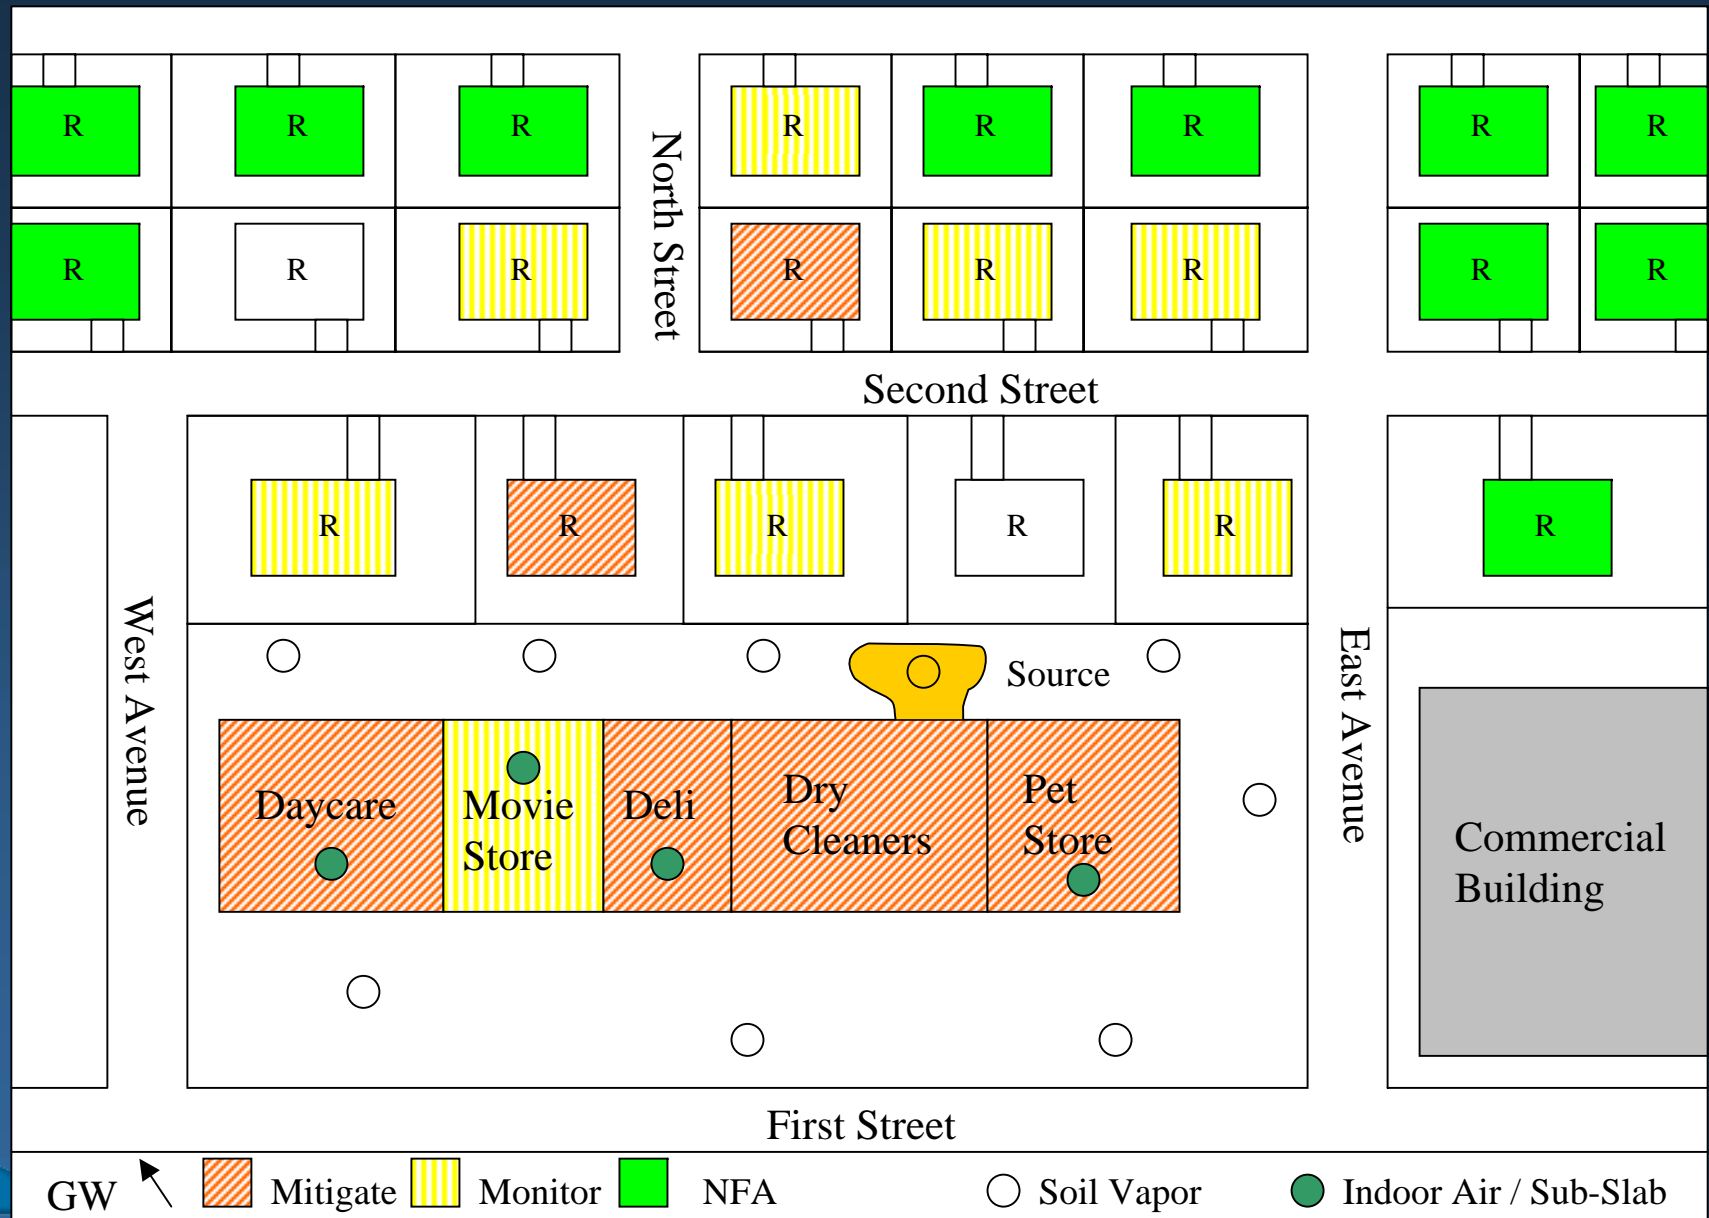 R R R R R R R R
North Street
R R R R R R R R
Second Street
R R R R R R
West Avenue
East Avenue
Source
Daycare
Movie
Store
Deli
Dry
Cleaners
Pet
Store
Commercial
Building
First Street
GW Mitigate Monitor NFA Soil Vapor Indoor Air / Sub-Slab